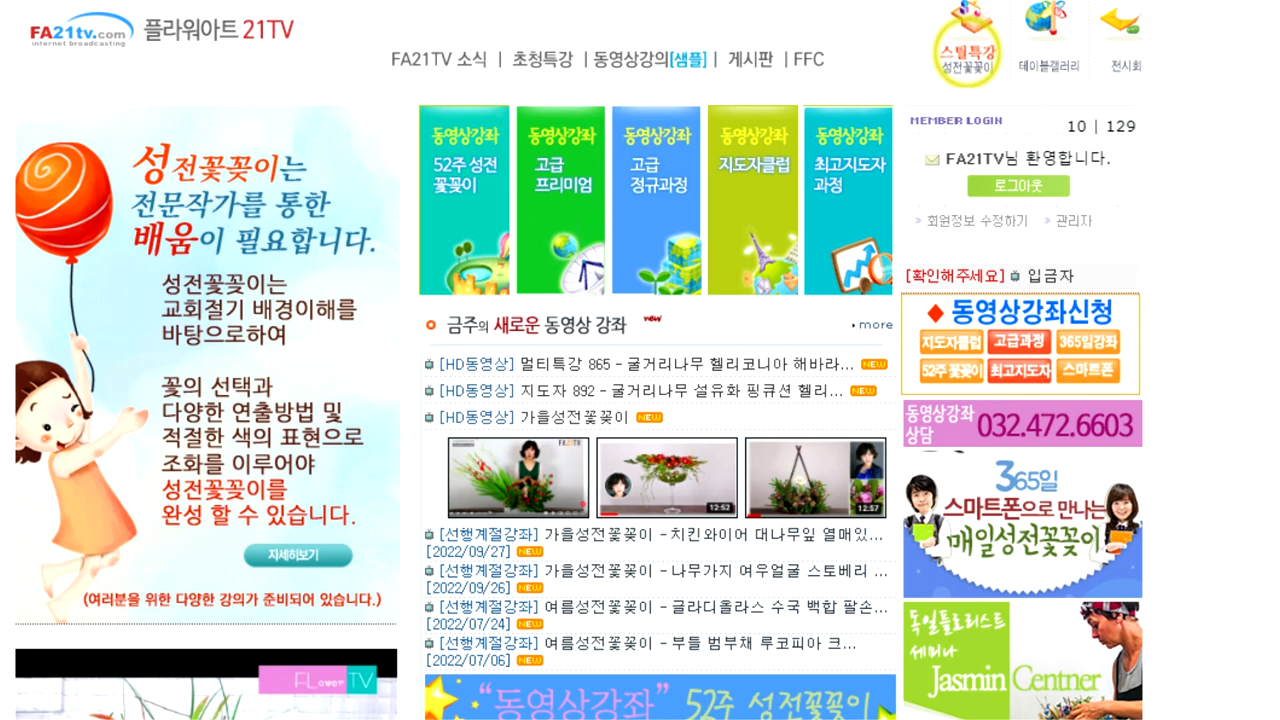 FA21tv.com
internet broadcasting
플라워아트 21TV
FA21TV 소식 | 초청특강 | 동영상강의[샘플] | 게시판 | FFC
스틸특강
성전꽃꽂이
테이블갤러리
전시회
성전꽃꽂이는
전문작가를 통한
배움이 필요합니다.
성전꽃꽂이는
교회절기 배경이해를
바탕으로하여
꽃의 선택과
다양한 연출방법 및
적절한 색의 표현으로
조화를 이루어야
성전꽃꽂이를
완성 할 수 있습니다.
자세히보기
(여러분을 위한 다양한 강의가 준비되어 있습니다.)
FLower TV
동영상강좌
52주 성전
꽃꽂이
동영상강좌
고급
프리미엄
동영상강좌
고급
정규과정
동영상강좌
지도자클럽
동영상강좌
최고지도자
과정
금주의 새로운 동영상 강좌 new
more
[HD동영상] 멀티특강 865 - 굴거리나무 헬리코니아 해바라... NEW
[HD동영상] 지도자 892 - 굴거리나무 설유화 핑큐션 헬리... NEW
[HD동영상] 가을성전꽃꽂이 NEW
FA21TV
12:52
12:57
[선행계절강좌] 가을성전꽃꽂이 - 치킨와이어 대나무잎 열매있...
[2022/09/27] NEW
[선행계절강좌] 가을성전꽃꽂이 - 나무가지 여우얼굴 스토베리 ...
[2022/09/26] NEW
[선행계절강좌] 여름성전꽃꽂이 - 글라디올라스 수국 백합 팔손...
[2022/07/24] NEW
[선행계절강좌] 여름성전꽃꽂이 - 부들 범부채 루코피아 크...
[2022/07/06] NEW
“동영상강좌” 52주 성전꽃꽂이
MEMBER LOGIN
10 | 129
FA21TV님 환영합니다.
로그아웃
회원정보 수정하기
관리자
[확인해주세요] 입금자
동영상강좌신청
지도자클럽 고급과정 365일강좌
52주 꽃꽂이 최고지도자 스마트폰
동영상강좌
상담
032.472.6603
365일
스마트폰으로 만나는
매일성전꽃꽂이
독일플로리스트
세미나
Jasmin Centner